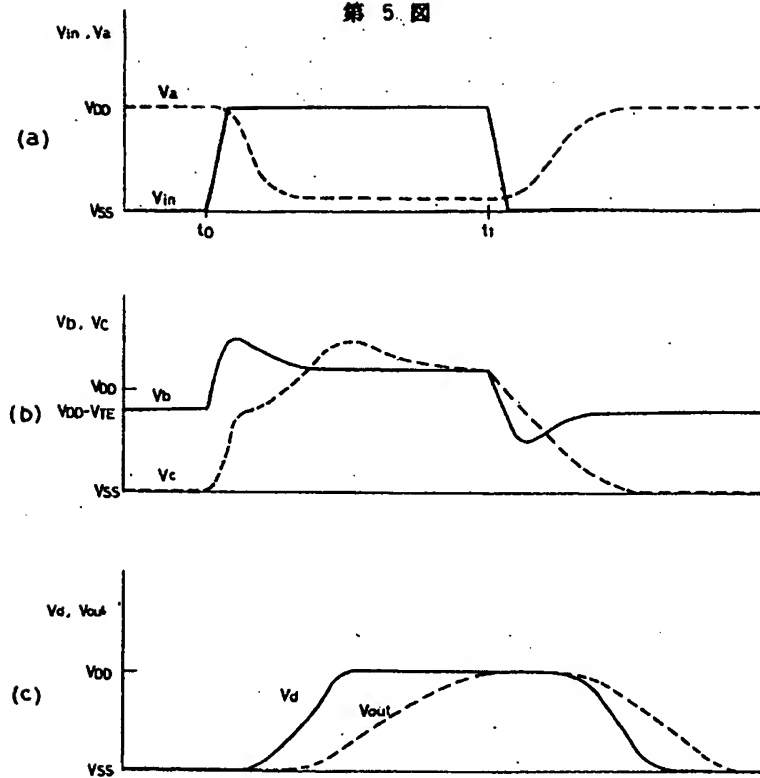 第 5 図
Vin , Va
Va
VDD
(a)
Vin
VSS
t0
t1
Vb, Vc
VDD
Vb
(b)
VDD-VTE
Vc
VSS
Vd, Vout
VDD
(c)
Vd
Vout
VSS